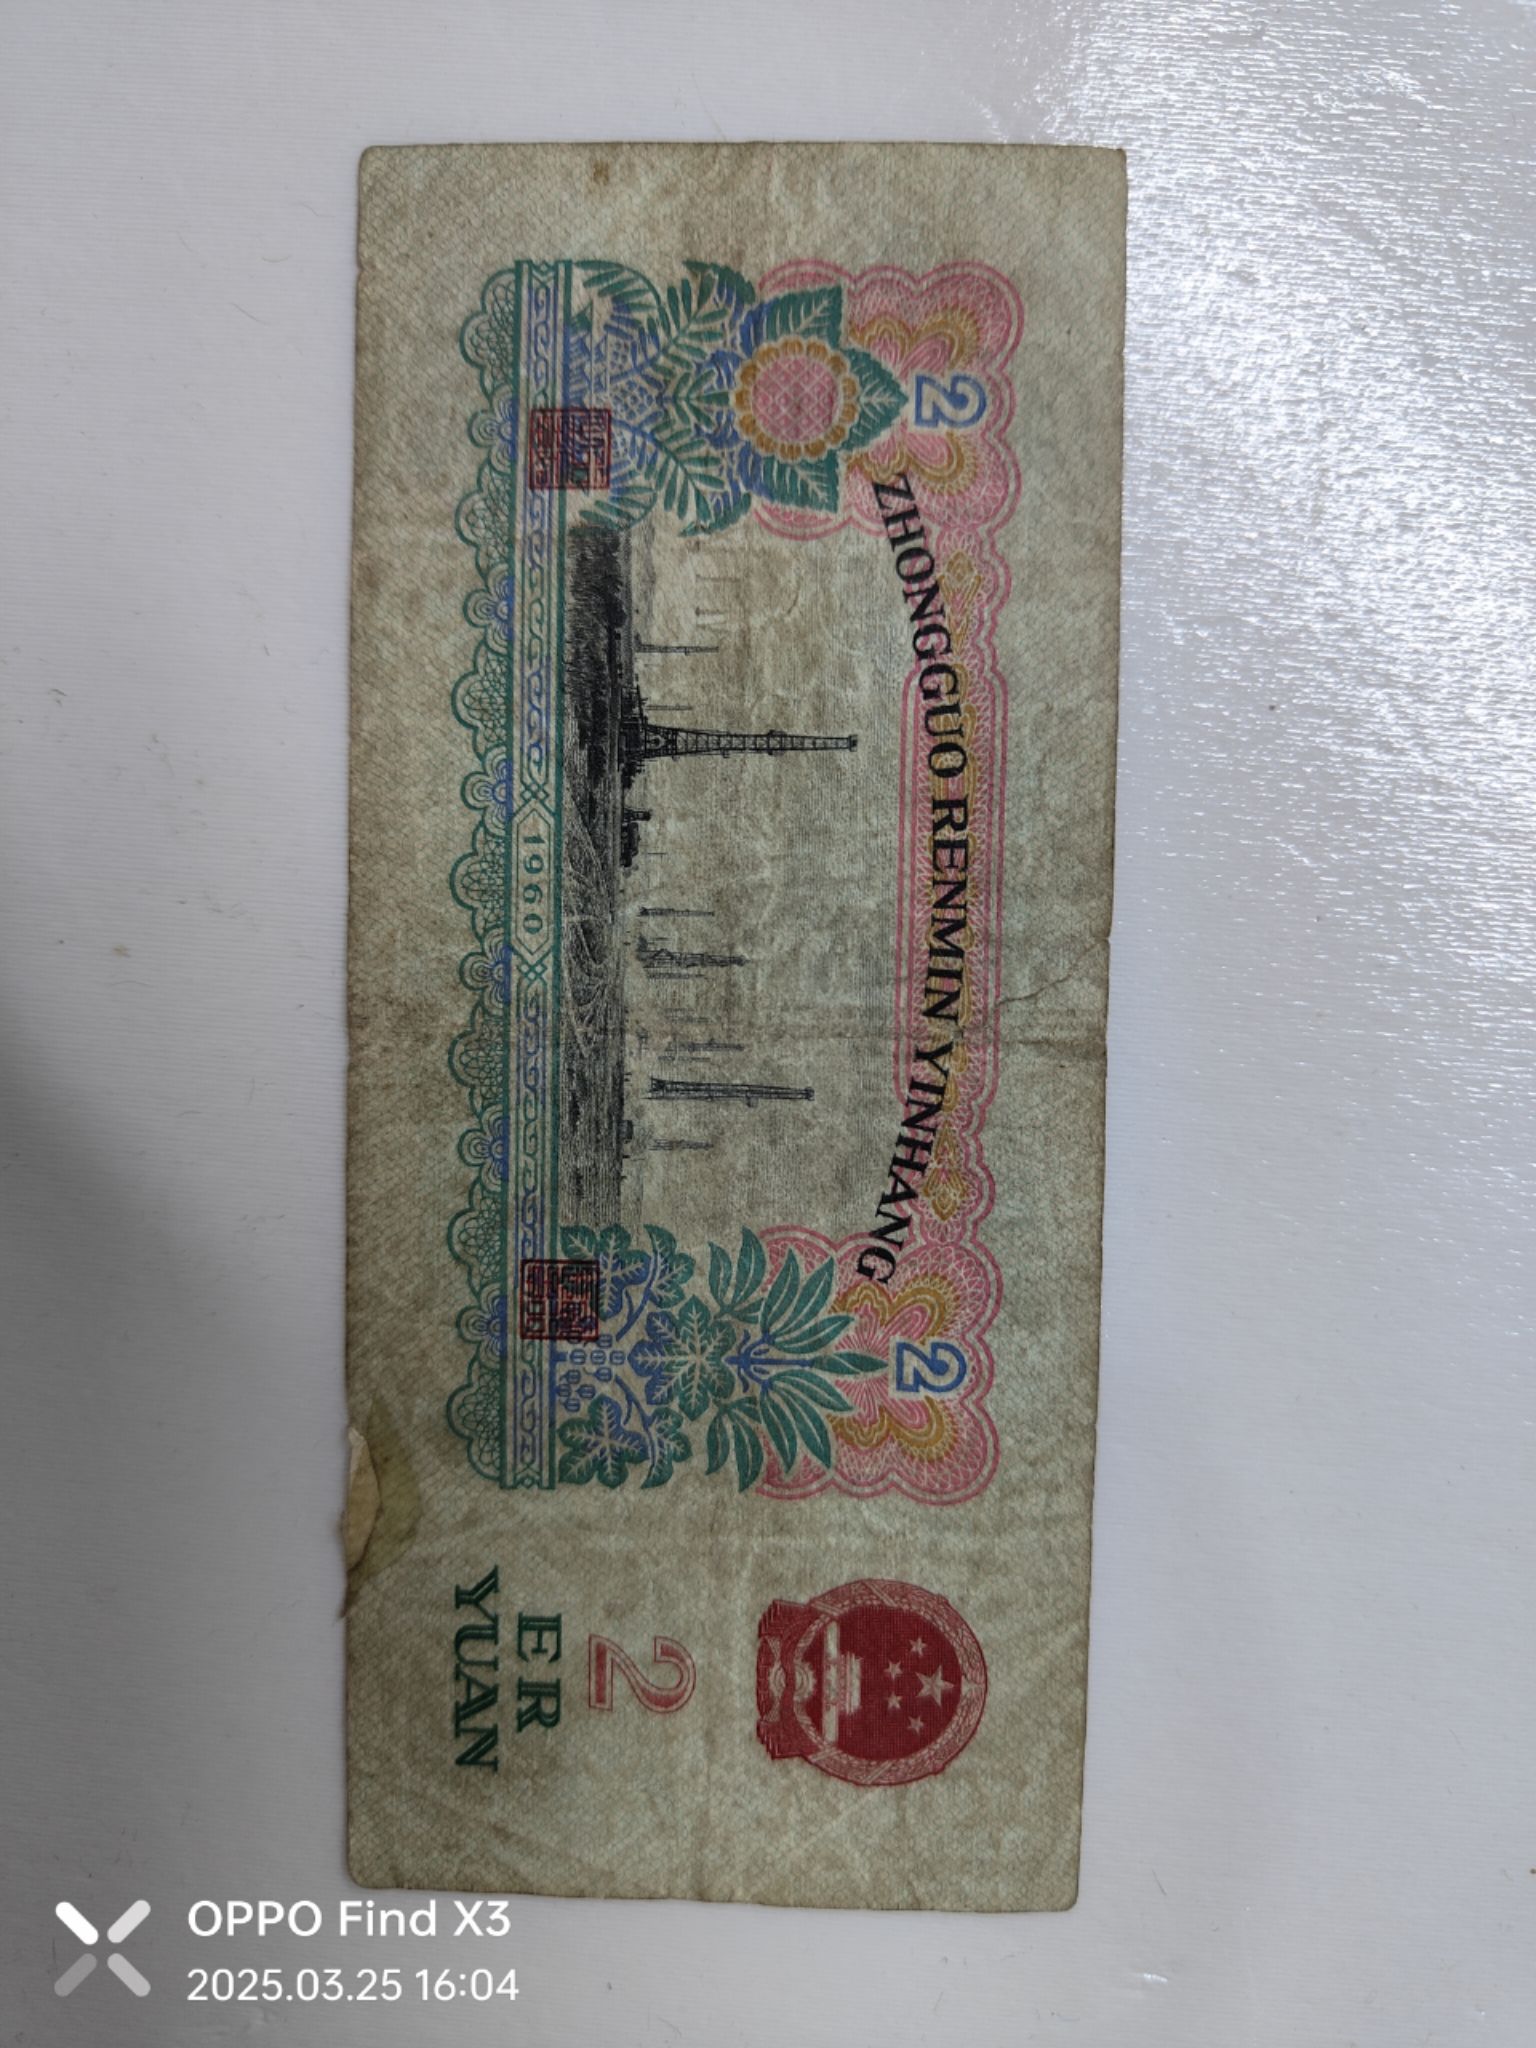 ZHONGGUO RENMIN YINHANG
2
2
1960
2
ER
YUAN
OPPO Find X3
2025.03.25 16:04